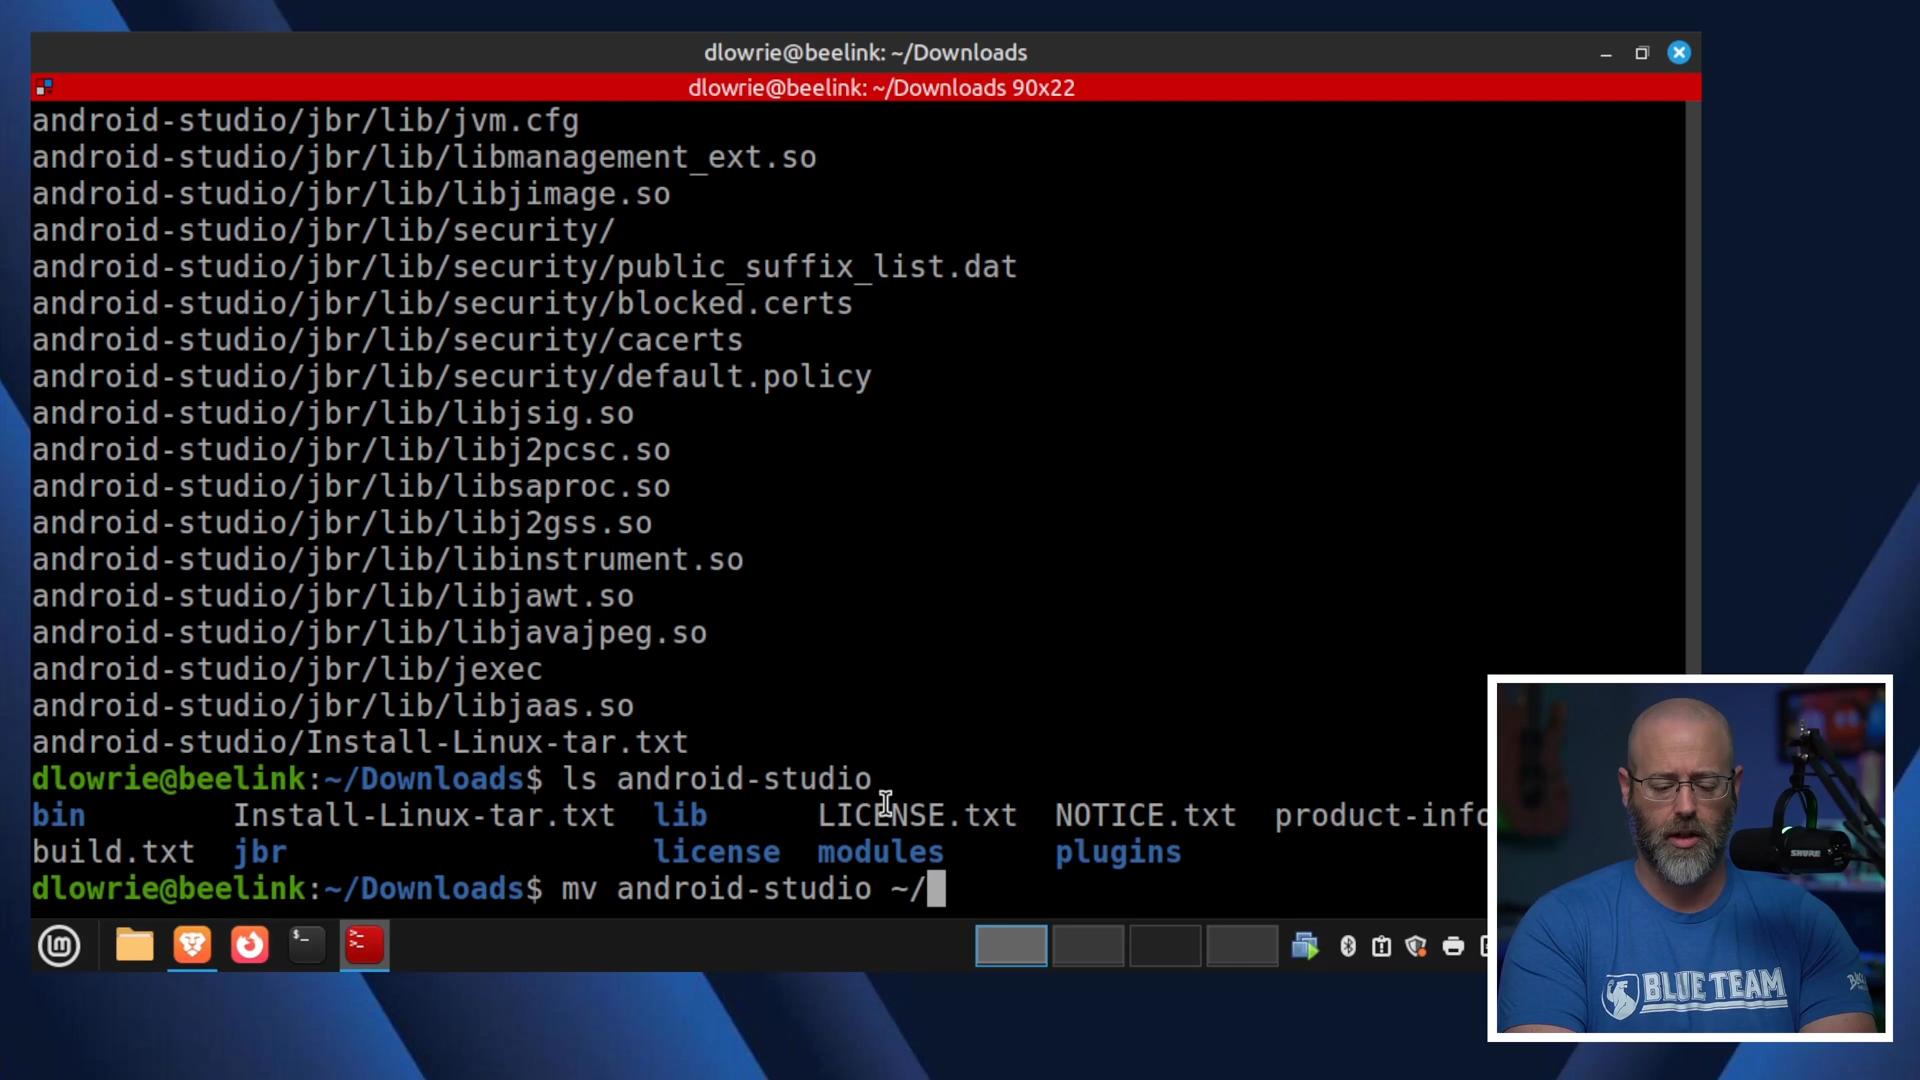 dlowrie@beelink: ~/Downloads
dlowrie@beelink: ~/Downloads 90x22
android-studio/jbr/lib/jvm.cfg
android-studio/jbr/lib/libmanagement_ext.so
android-studio/jbr/lib/libjimage.so
android-studio/jbr/lib/security/
android-studio/jbr/lib/security/public_suffix_list.dat
android-studio/jbr/lib/security/blocked.certs
android-studio/jbr/lib/security/cacerts
android-studio/jbr/lib/security/default.policy
android-studio/jbr/lib/libjsig.so
android-studio/jbr/lib/libj2pcsc.so
android-studio/jbr/lib/libsaproc.so
android-studio/jbr/lib/libj2gss.so
android-studio/jbr/lib/libinstrument.so
android-studio/jbr/lib/libjawt.so
android-studio/jbr/lib/libjavajpeg.so
android-studio/jbr/lib/jexec
android-studio/jbr/lib/libjaas.so
android-studio/Install-Linux-tar.txt
dlowrie@beelink:~/Downloads$ ls android-studio
bin Install-Linux-tar.txt lib LICENSE.txt NOTICE.txt product-info
build.txt jbr license modules plugins
dlowrie@beelink:~/Downloads$ mv android-studio ~/
SHURE
BLUE TEAM